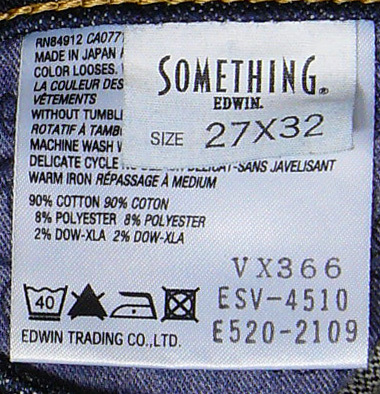 RN84912 CA077
MADE IN JAPAN
COLOR LOOSES.
LA COULEUR DES
VÊTEMENTS
WITHOUT TUMBL
ROTATIF À TAMB
MACHINE WASH
DELICATE CYCLE DELICAT-SANS JAVELISANT
WARM IRON RÉPASSAGE À MEDIUM
SOMETHING®
EDWIN.
SIZE 27X32
90% COTTON 90% COTON
8% POLYESTER 8% POLYESTER
2% DOW-XLA 2% DOW-XLA
VX366
40
ESV-4510
E520-2109
EDWIN TRADING CO.,LTD.